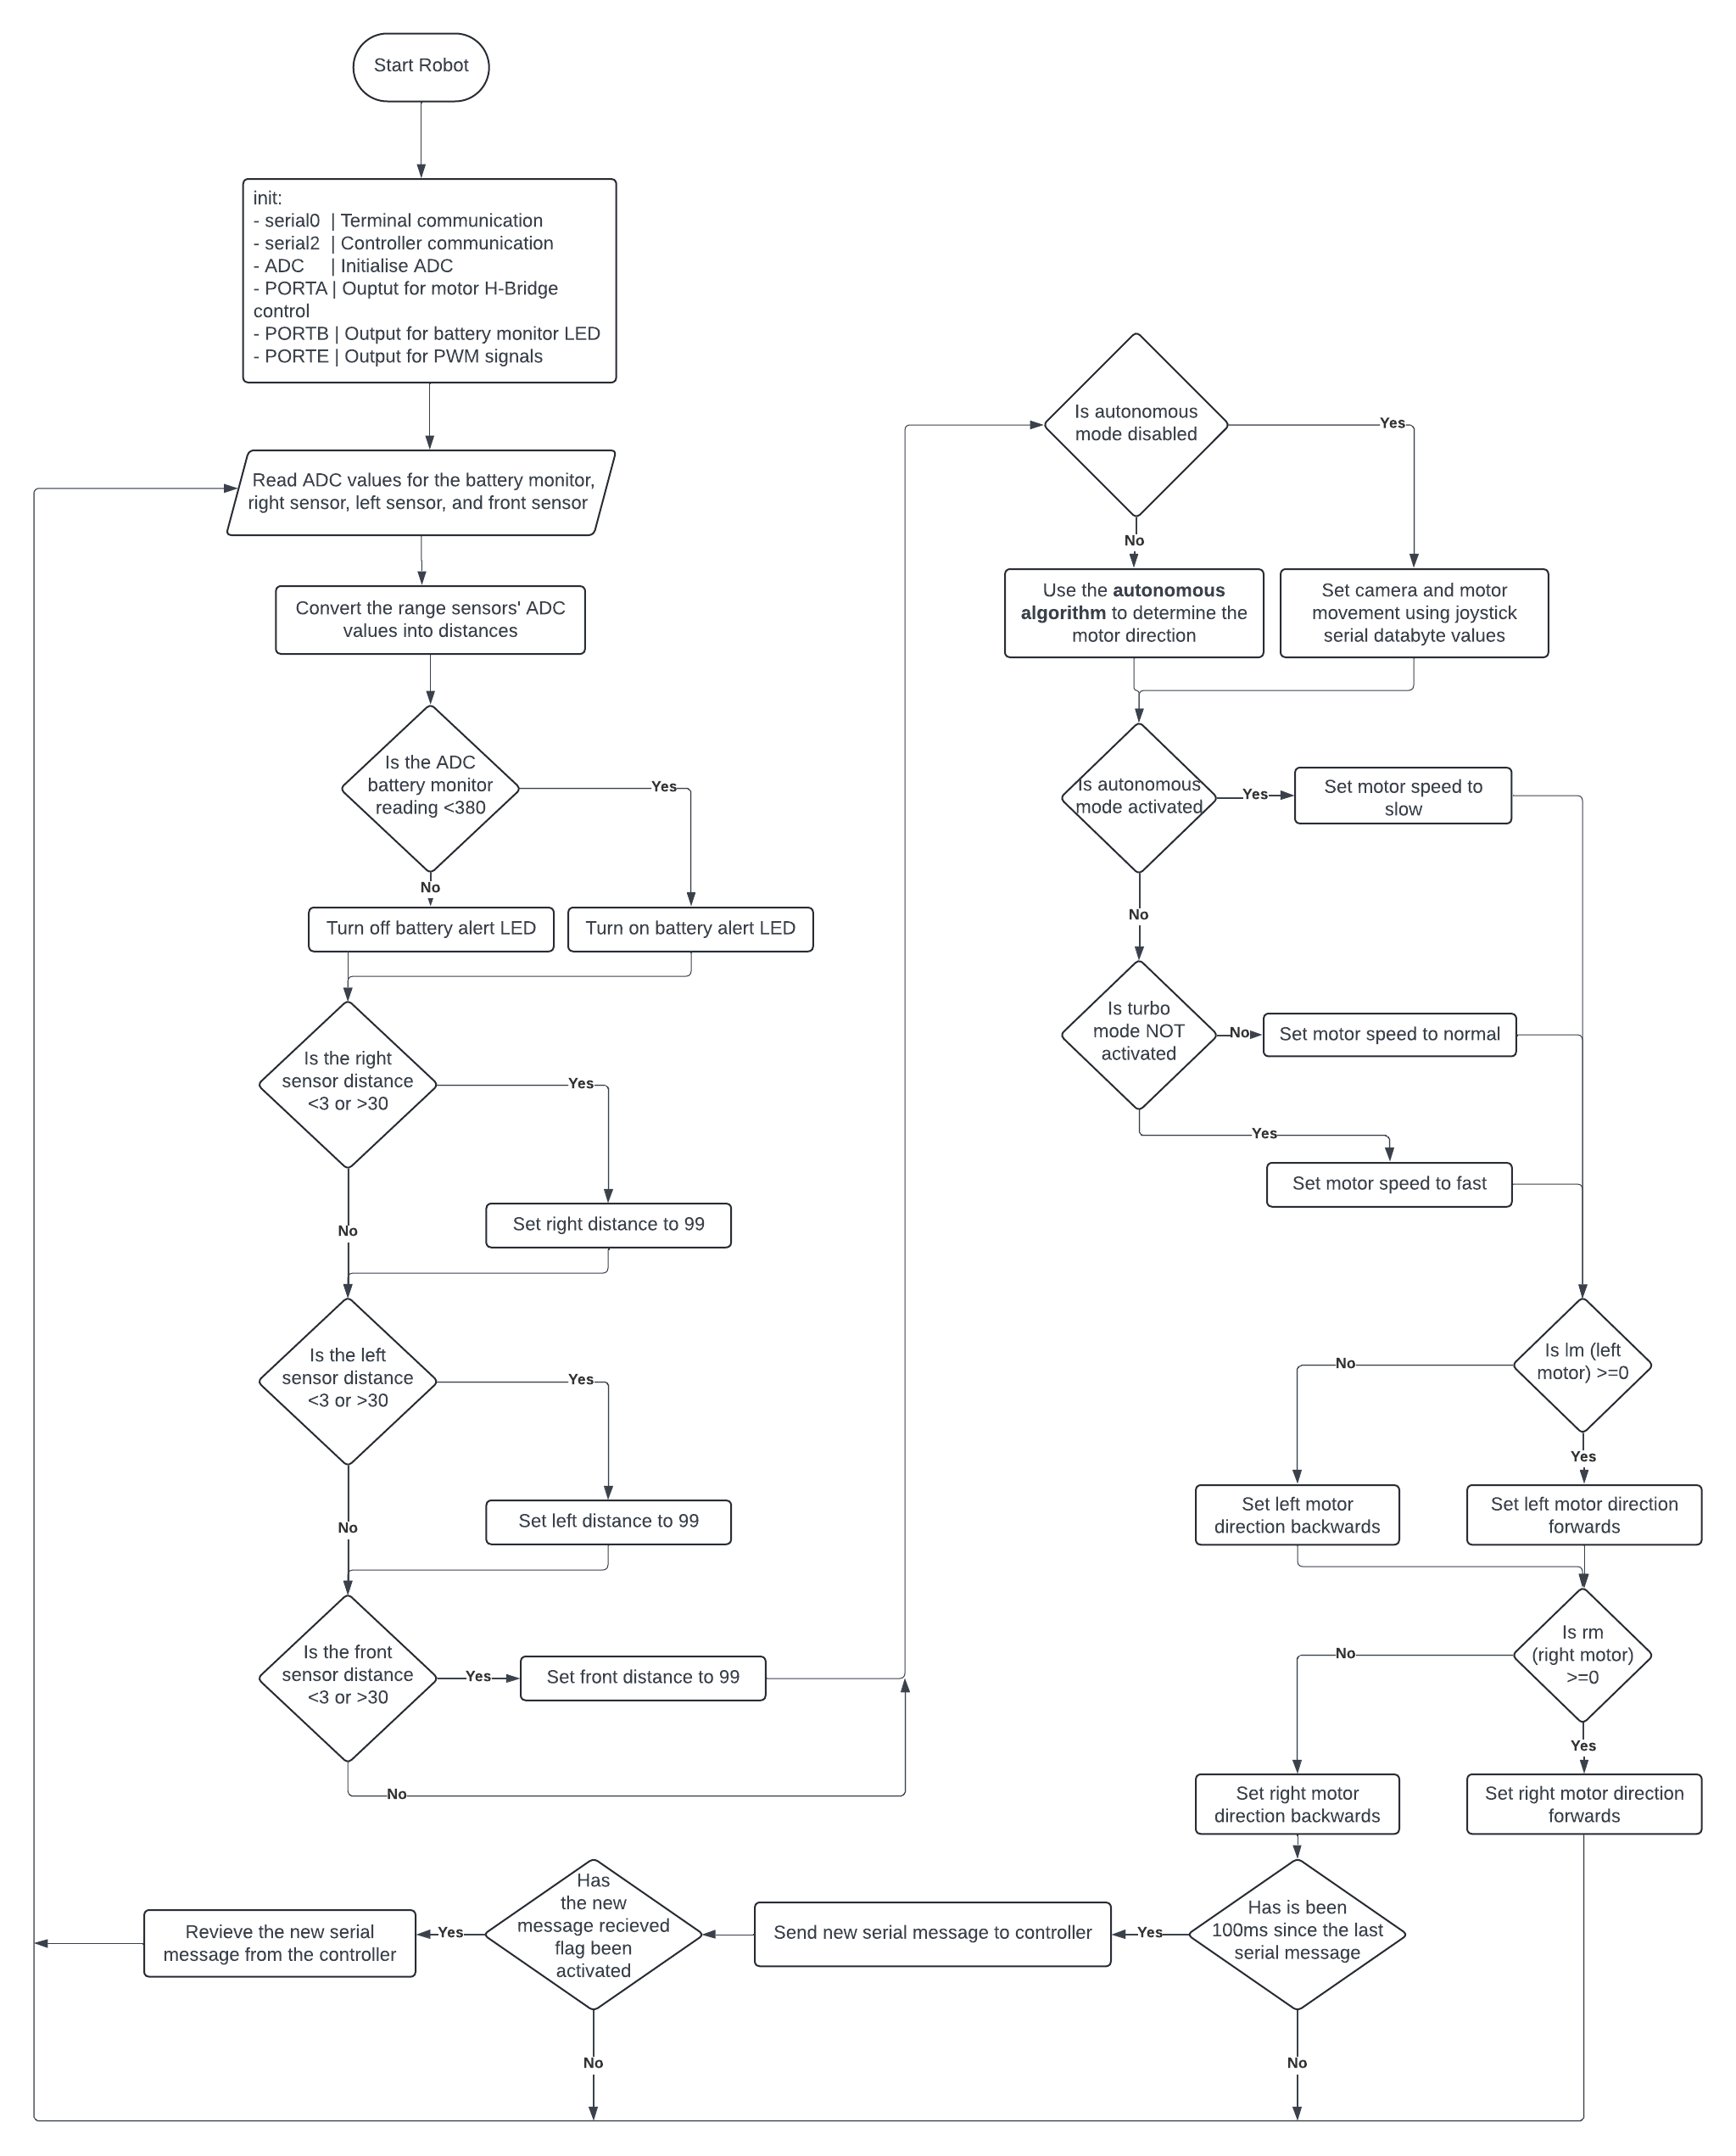 Start Robot
init:
- serial0 | Terminal communication
- serial2 | Controller communication
- ADC | Initialise ADC
- PORTA | Ouptut for motor H-Bridge
control
- PORTB | Output for battery monitor LED
- PORTE | Output for PWM signals
Read ADC values for the battery monitor,
right sensor, left sensor, and front sensor
Convert the range sensors' ADC
values into distances
Is the ADC
battery monitor
reading <380
Yes
No
Turn off battery alert LED
Turn on battery alert LED
Is the right
sensor distance
<3 or >30
Yes
No
Set right distance to 99
Is the left
sensor distance
<3 or >30
Yes
No
Set left distance to 99
Is the front
sensor distance
<3 or >30
Yes
Set front distance to 99
No
Is autonomous
mode disabled
Yes
No
Use the autonomous
algorithm to determine the
motor direction
Set camera and motor
movement using joystick
serial databyte values
Is autonomous
mode activated
Yes
Set motor speed to
slow
No
Is turbo
mode NOT
activated
No
Set motor speed to normal
Yes
Set motor speed to fast
Is lm (left
motor) >=0
No
Yes
Set left motor
direction backwards
Set left motor direction
forwards
Is rm
(right motor)
>=0
No
Yes
Set right motor
direction backwards
Set right motor direction
forwards
Has is been
100ms since the last
serial message
Yes
No
Send new serial message to controller
Has
the new
message recieved
flag been
activated
Yes
No
Revieve the new serial
message from the controller